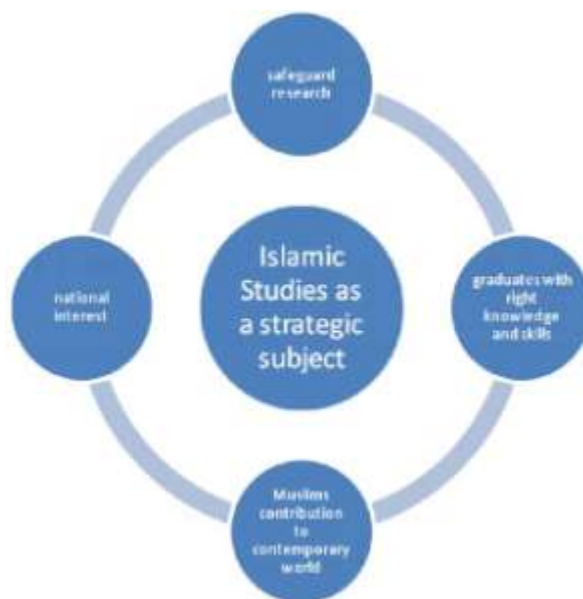 safeguard
research
Islamic
Studies as
a strategic
subject
national
interest
graduates with
right
knowledge
and skills
Muslims
contribution
to
contemporary
world